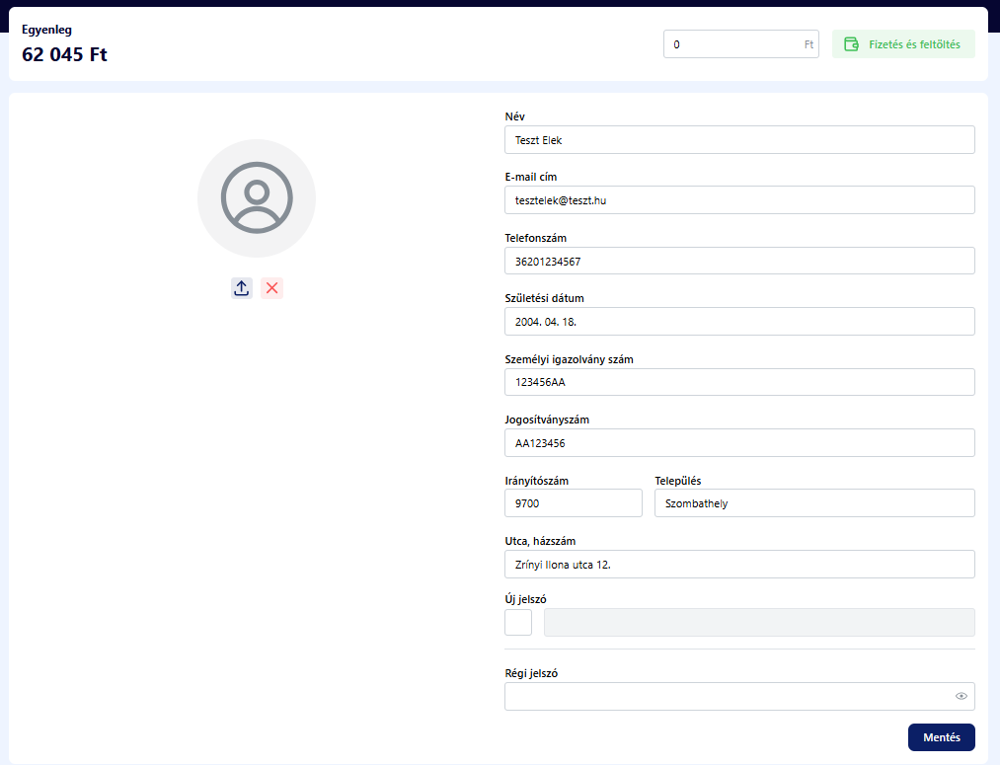 Egyenleg
62 045 Ft
0 Ft
Fizetés és feltöltés
Név
Teszt Elek
E-mail cím
tesztelek@teszt.hu
Telefonszám
36201234567
Születési dátum
2004. 04. 18.
Személyi igazolvány szám
123456AA
Jogosítványszám
AA123456
Irányítószám Település
9700 Szombathely
Utca, házszám
Zrínyi Ilona utca 12.
Új jelszó
Régi jelszó
Mentés